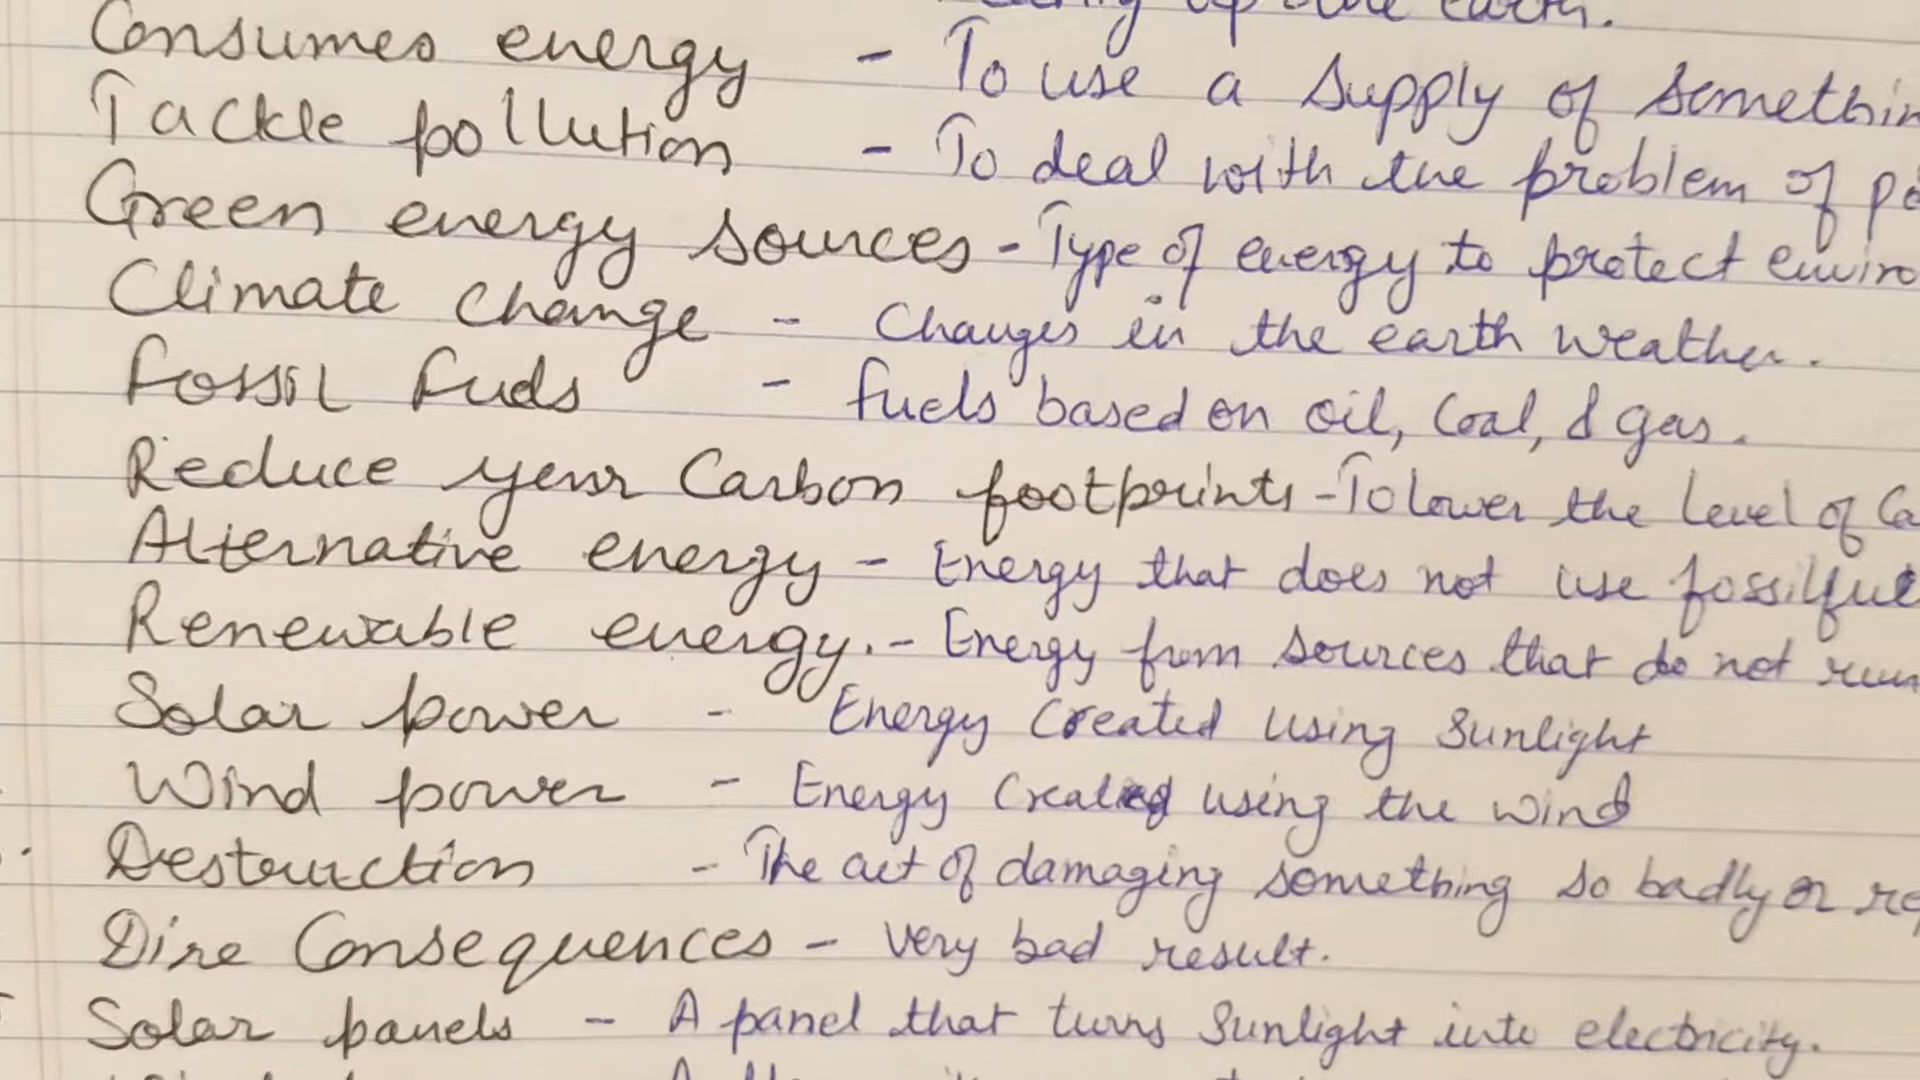 up the earth.
Consumes energy - To use a supply of
Tackle pollution - To deal with the problem of
Green energy sources - Type of energy to protect
Climate change - Changes in the earth weather.
Fossil fuels - fuels based on oil, Coal, & gas.
Reduce your Carbon footprints - To lower the level of
Alternative energy - Energy that does not use fossil
Renewable energy. - Energy from sources that do not
Solar power - Energy Created Using Sunlight
Wind power - Energy Created using the wind
Destruction - The act of damaging something so badly or
Dire Consequences - very bad result.
Solar panels - A panel that turns Sunlight into electricity.